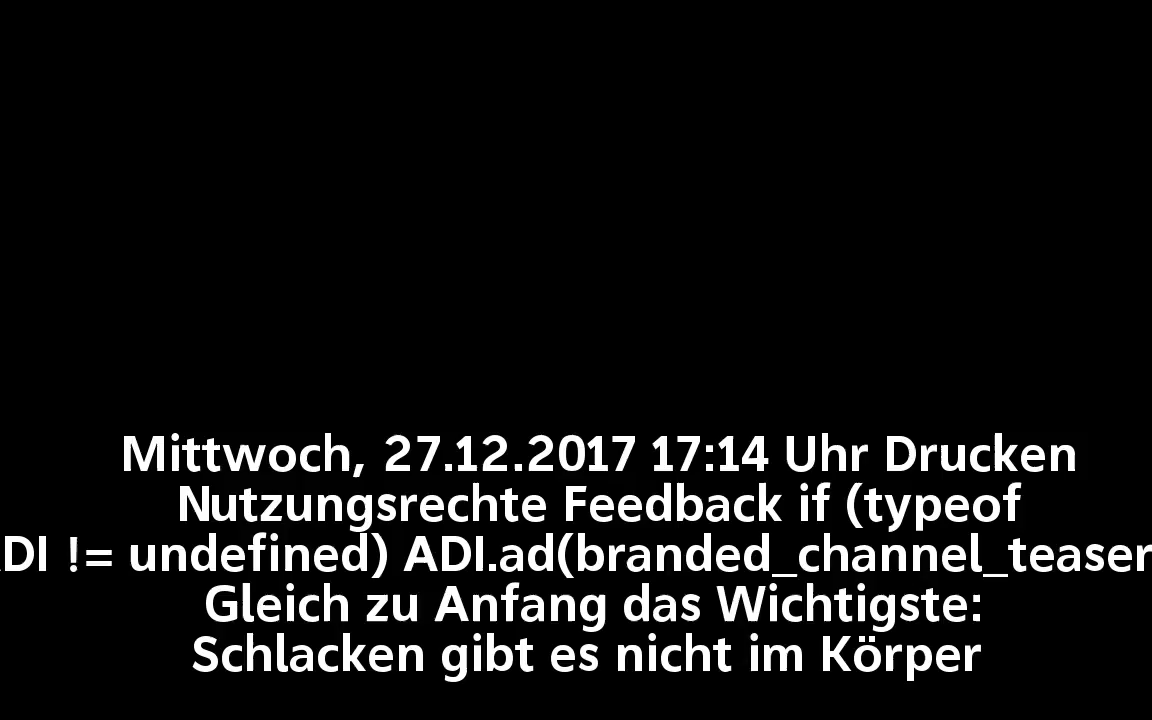 Mittwoch, 27.12.2017 17:14 Uhr Drucken
Nutzungsrechte Feedback if (typeof
DI != undefined) ADI.ad(branded_channel_teaser
Gleich zu Anfang das Wichtigste:
Schlacken gibt es nicht im Körper